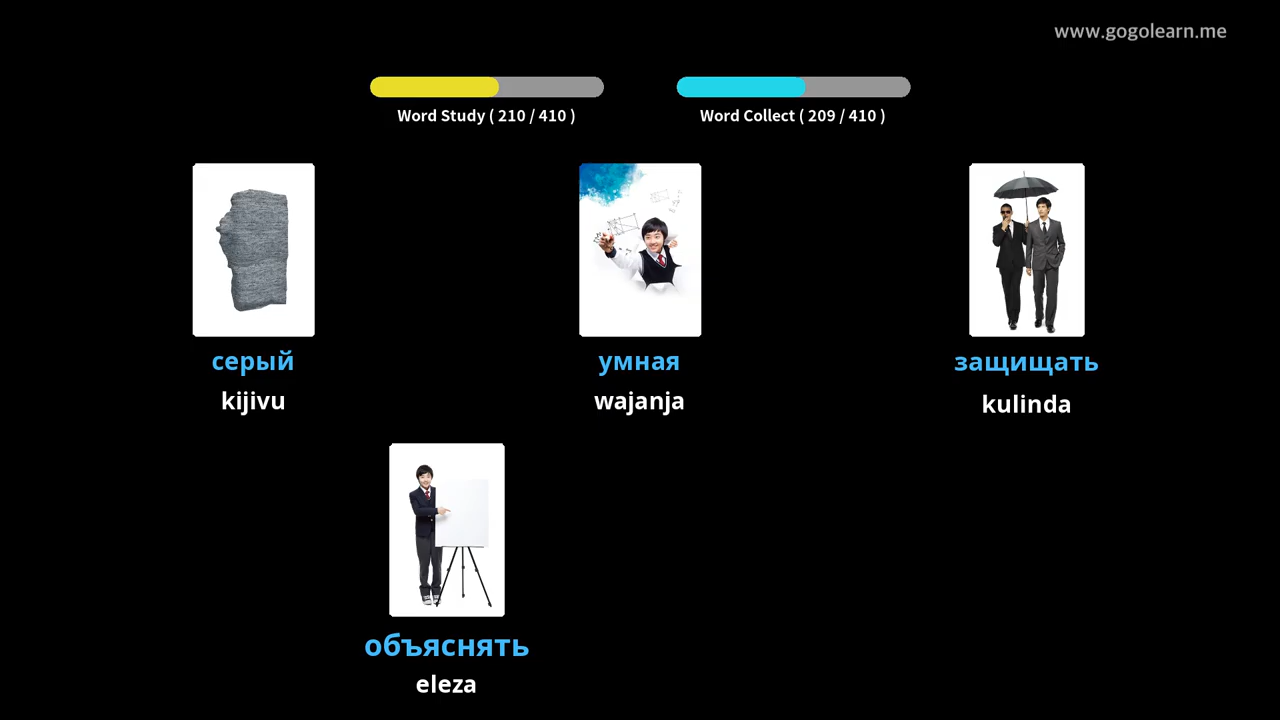 www.gogolearn.me
Word Study ( 210 / 410 )
Word Collect ( 209 / 410 )
серый
умная
защищать
kijivu
wajanja
kulinda
объяснять
eleza